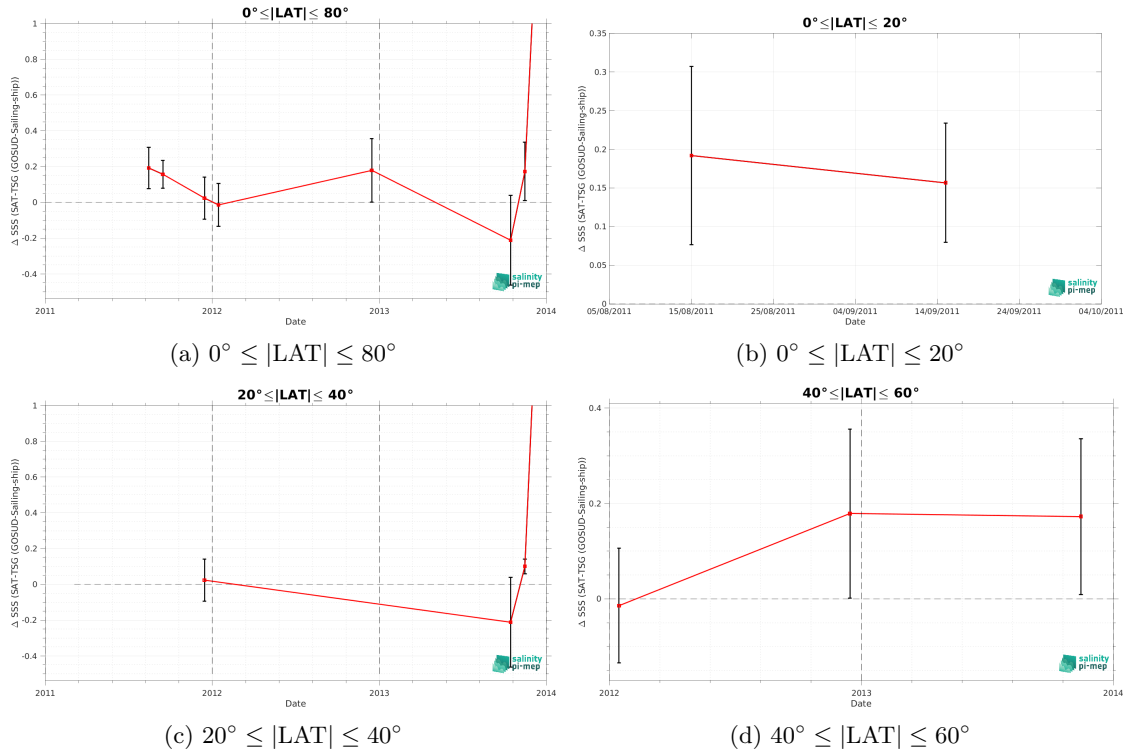 0°≤|LAT|≤ 80°
Δ SSS (SAT-TSG (GOSUD-Sailing-ship))
1
0.8
0.6
0.4
0.2
0
-0.2
-0.4
2011
2012
2013
2014
Date
salinity
pi-mep
(a) 0° ≤ |LAT| ≤ 80°
0°≤|LAT|≤ 20°
Δ SSS (SAT-TSG (GOSUD-Sailing-ship))
0.35
0.3
0.25
0.2
0.15
0.1
0.05
0
05/08/2011
15/08/2011
25/08/2011
04/09/2011
14/09/2011
24/09/2011
04/10/2011
Date
salinity
pi-mep
(b) 0° ≤ |LAT| ≤ 20°
20°≤|LAT|≤ 40°
Δ SSS (SAT-TSG (GOSUD-Sailing-ship))
1
0.8
0.6
0.4
0.2
0
-0.2
-0.4
2011
2012
2013
2014
Date
salinity
pi-mep
(c) 20° ≤ |LAT| ≤ 40°
40°≤|LAT|≤ 60°
Δ SSS (SAT-TSG (GOSUD-Sailing-ship))
0.4
0.2
0
2012
2013
2014
Date
salinity
pi-mep
(d) 40° ≤ |LAT| ≤ 60°